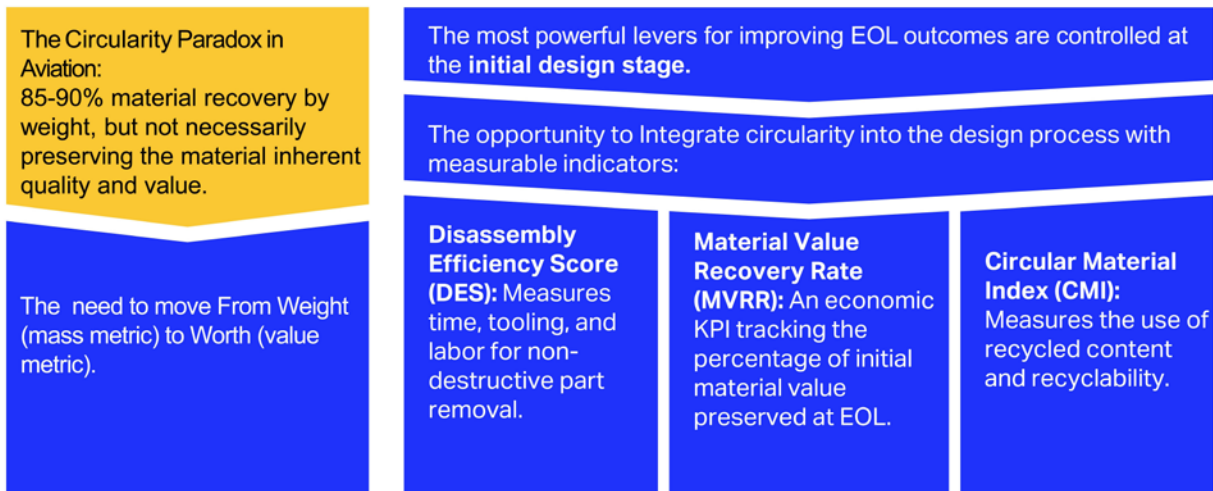 The Circularity Paradox in
Aviation:
85-90% material recovery by
weight, but not necessarily
preserving the material inherent
quality and value.
The need to move From Weight
(mass metric) to Worth (value
metric).
The most powerful levers for improving EOL outcomes are controlled at
the initial design stage.
The opportunity to Integrate circularity into the design process with
measurable indicators:
Disassembly
Efficiency Score
(DES): Measures
time, tooling, and
labor for non-
destructive part
removal.
Material Value
Recovery Rate
(MVRR): An economic
KPI tracking the
percentage of initial
material value
preserved at EOL.
Circular Material
Index (CMI):
Measures the use of
recycled content
and recyclability.